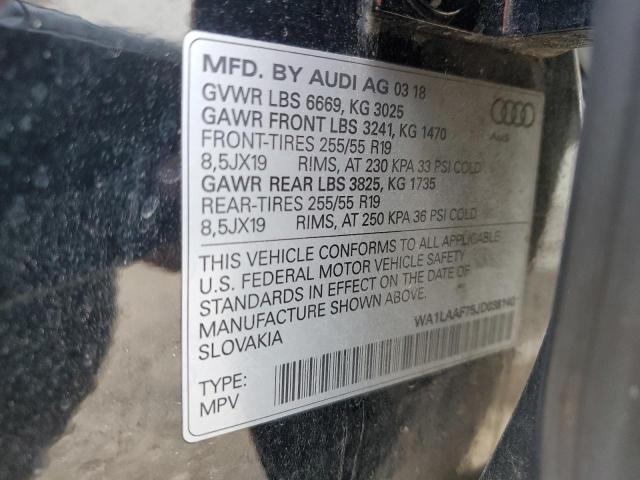 MFD. BY AUDI AG 03 18
GVWR LBS 6669, KG 3025
GAWR FRONT LBS 3241, KG 1470
FRONT-TIRES 255/55 R19
8,5JX19 RIMS, AT 230 KPA 33 PSI COLD
GAWR REAR LBS 3825, KG 1735
REAR-TIRES 255/55 R19
8,5JX19 RIMS, AT 250 KPA 36 PSI COLD
Audi
THIS VEHICLE CONFORMS TO ALL APPLICABLE
U.S. FEDERAL MOTOR VEHICLE SAFETY
STANDARDS IN EFFECT ON THE DATE OF
MANUFACTURE SHOWN ABOVE.
SLOVAKIA
WA1LAAF75JD038140
TYPE:
MPV